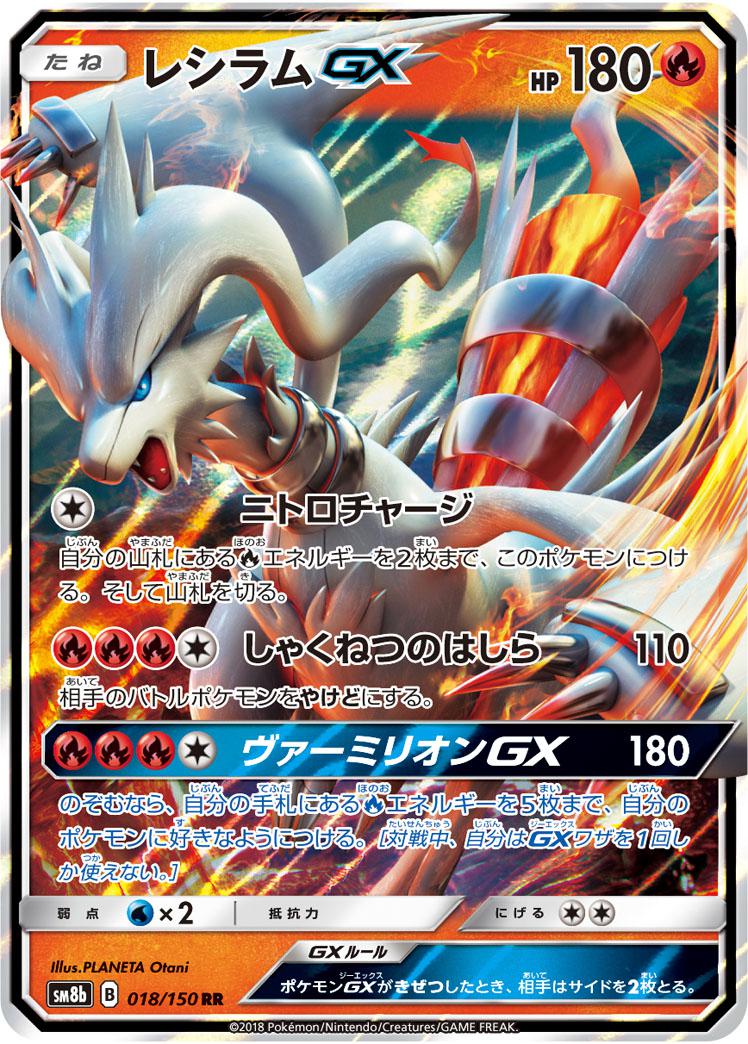 たね レシラムGX HP 180
ニトロチャージ
自分の山札にあるエネルギーを2枚まで、このポケモンにつけ
る。そして山札を切る。
しゃくねつのはしら 110
相手のバトルポケモンをやけどにする。
ヴァーミリオンGX 180
のぞむなら、自分の手札にあるエネルギーを5枚まで、自分の
ポケモンに好きなようにつける。[対戦中、自分はGXワザを1回し
か使えない。]
弱点 ×2 抵抗力 にげる
GXルール
ポケモンGXがきぜつしたとき、相手はサイドを2枚とる。
Illus.PLANETA Otani
SM8b B 018/150 RR
©2018 Pokémon/Nintendo/Creatures/GAME FREAK.